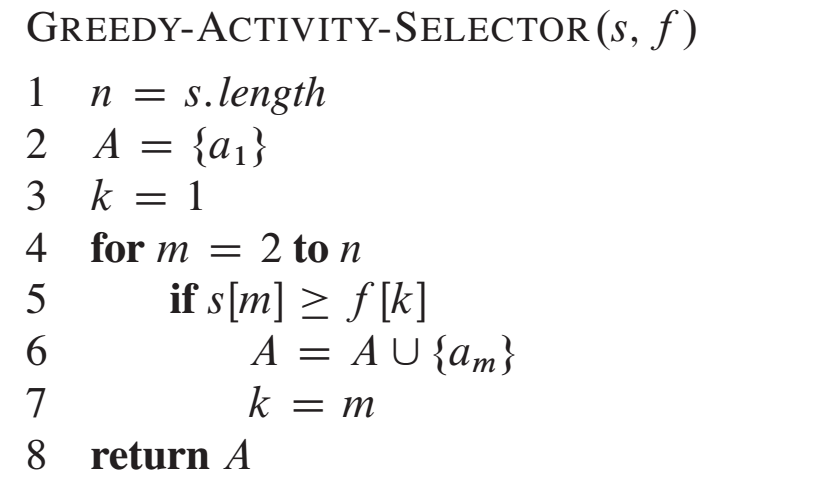 GREEDY-ACTIVITY-SELECTOR(s, f)
1 n = s.length
2 A = {a₁}
3 k = 1
4 for m = 2 to n
5 if s[m] ≥ f[k]
6 A = A ∪ {aₘ}
7 k = m
8 return A